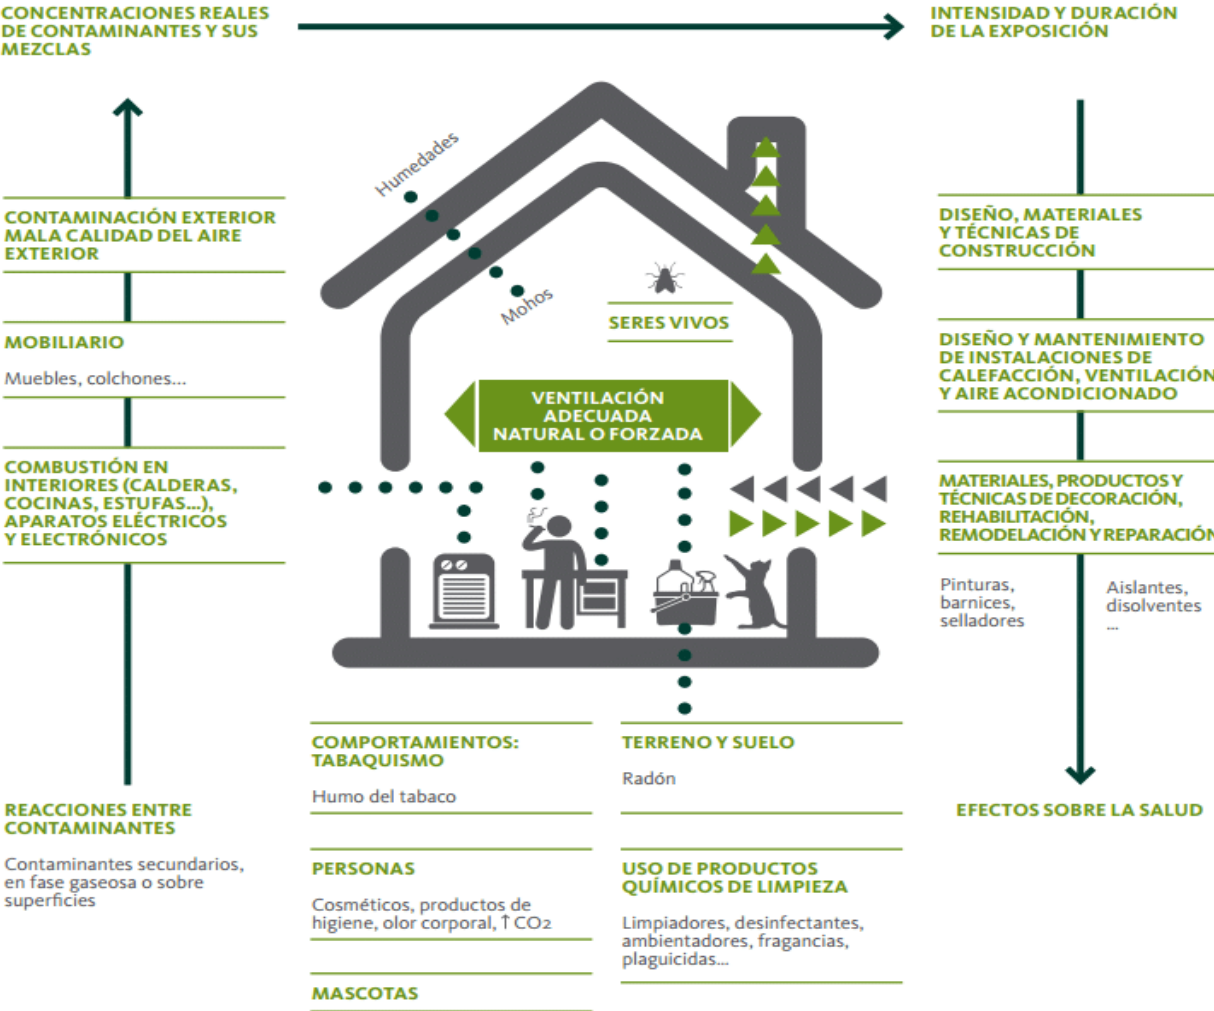 CONCENTRACIONES REALES
DE CONTAMINANTES Y SUS
MEZCLAS
INTENSIDAD Y DURACIÓN
DE LA EXPOSICIÓN
CONTAMINACIÓN EXTERIOR
MALA CALIDAD DEL AIRE
EXTERIOR
MOBILIARIO
Muebles, colchones...
COMBUSTIÓN EN
INTERIORES (CALDERAS,
COCINAS, ESTUFAS...),
APARATOS ELÉCTRICOS
Y ELECTRÓNICOS
REACCIONES ENTRE
CONTAMINANTES
Contaminantes secundarios,
en fase gaseosa o sobre
superficies
Humedades
Mohos
SERES VIVOS
VENTILACIÓN
ADECUADA
NATURAL O FORZADA
COMPORTAMIENTOS:
TABAQUISMO
Humo del tabaco
PERSONAS
Cosméticos, productos de
higiene, olor corporal, ↑CO2
MASCOTAS
TERRENO Y SUELO
Radón
USO DE PRODUCTOS
QUÍMICOS DE LIMPIEZA
Limpiadores, desinfectantes,
ambientadores, fragancias,
plaguicidas...
DISEÑO, MATERIALES
Y TÉCNICAS DE
CONSTRUCCIÓN
DISEÑO Y MANTENIMIENTO
DE INSTALACIONES DE
CALEFACCIÓN, VENTILACIÓN
Y AIRE ACONDICIONADO
MATERIALES, PRODUCTOS Y
TÉCNICAS DE DECORACIÓN,
REHABILITACIÓN,
REMODELACIÓN Y REPARACIÓN
Pinturas,
barnices,
selladores
Aislantes,
disolventes
...
EFECTOS SOBRE LA SALUD